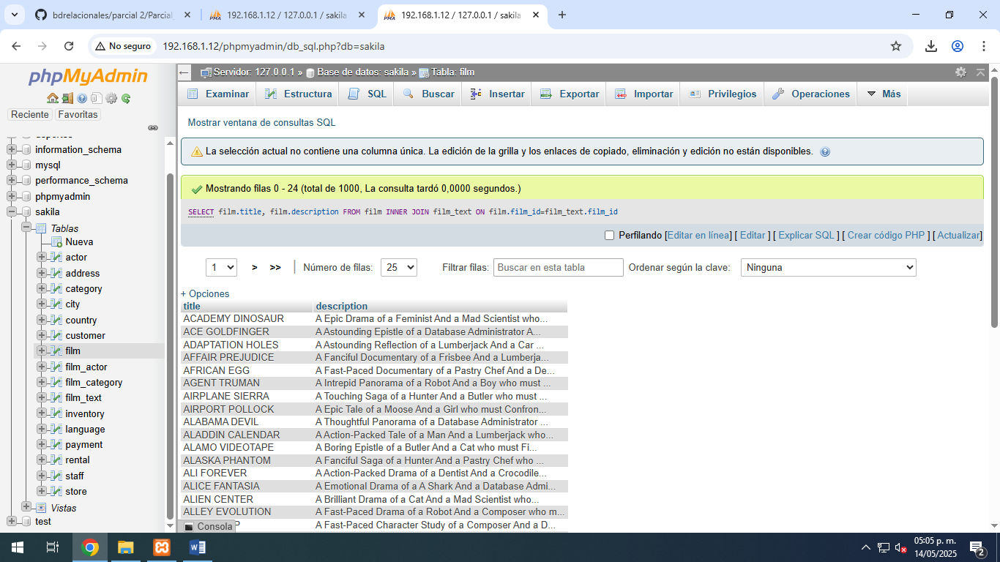 bdrelacionales/parcial 2/Parcial_
192.168.1.12 / 127.0.0.1 / sakila
192.168.1.12 / 127.0.0.1 / sakila
No seguro
192.168.1.12/phpmyadmin/db_sql.php?db=sakila
phpMyAdmin
Reciente
Favoritas
deportes
information_schema
mysql
performance_schema
phpmyadmin
sakila
Tablas
Nueva
actor
address
category
city
country
customer
film
film_actor
film_category
film_text
inventory
language
payment
rental
staff
store
Vistas
test
Servidor: 127.0.0.1 » Base de datos: sakila » Tabla: film
Examinar
Estructura
SQL
Buscar
Insertar
Exportar
Importar
Privilegios
Operaciones
Más
Mostrar ventana de consultas SQL
La selección actual no contiene una columna única. La edición de la grilla y los enlaces de copiado, eliminación y edición no están disponibles.
Mostrando filas 0 - 24 (total de 1000, La consulta tardó 0,0000 segundos.)
SELECT film.title, film.description FROM film INNER JOIN film_text ON film.film_id=film_text.film_id
Perfilando [Editar en línea] [ Editar ] [ Explicar SQL ] [ Crear código PHP ] [ Actualizar]
1 > >> Número de filas: 25 Filtrar filas: Buscar en esta tabla Ordenar según la clave: Ninguna
+ Opciones
title description
ACADEMY DINOSAUR A Epic Drama of a Feminist And a Mad Scientist who...
ACE GOLDFINGER A Astounding Epistle of a Database Administrator A...
ADAPTATION HOLES A Astounding Reflection of a Lumberjack And a Car ...
AFFAIR PREJUDICE A Fanciful Documentary of a Frisbee And a Lumberja...
AFRICAN EGG A Fast-Paced Documentary of a Pastry Chef And a De...
AGENT TRUMAN A Intrepid Panorama of a Robot And a Boy who must ...
AIRPLANE SIERRA A Touching Saga of a Hunter And a Butler who must ...
AIRPORT POLLOCK A Epic Tale of a Moose And a Girl who must Confron...
ALABAMA DEVIL A Thoughtful Panorama of a Database Administrator ...
ALADDIN CALENDAR A Action-Packed Tale of a Man And a Lumberjack who...
ALAMO VIDEOTAPE A Boring Epistle of a Butler And a Cat who must Fi...
ALASKA PHANTOM A Fanciful Saga of a Hunter And a Pastry Chef who ...
ALI FOREVER A Action-Packed Drama of a Dentist And a Crocodile...
ALICE FANTASIA A Emotional Drama of a A Shark And a Database Admi...
ALIEN CENTER A Brilliant Drama of a Cat And a Mad Scientist who...
ALLEY EVOLUTION A Fast-Paced Drama of a Robot And a Composer who m...
P A Fast-Paced Character Study of a Composer And a D...
Consola
05:05 p. m.
14/05/2025
2